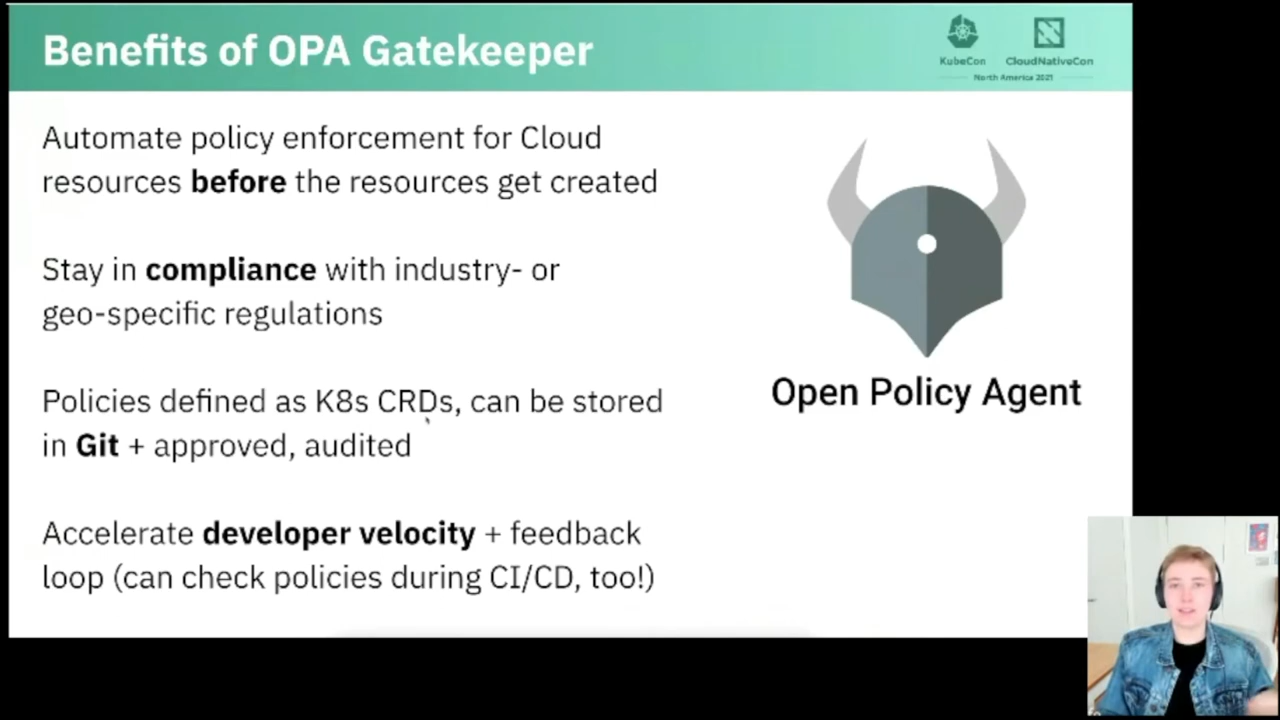 Benefits of OPA Gatekeeper
KubeCon
CloudNativeCon
North America 2021
Automate policy enforcement for Cloud
resources before the resources get created
Stay in compliance with industry- or
geo-specific regulations
Policies defined as K8s CRDs, can be stored
in Git + approved, audited
Accelerate developer velocity + feedback
loop (can check policies during CI/CD, too!)
Open Policy Agent